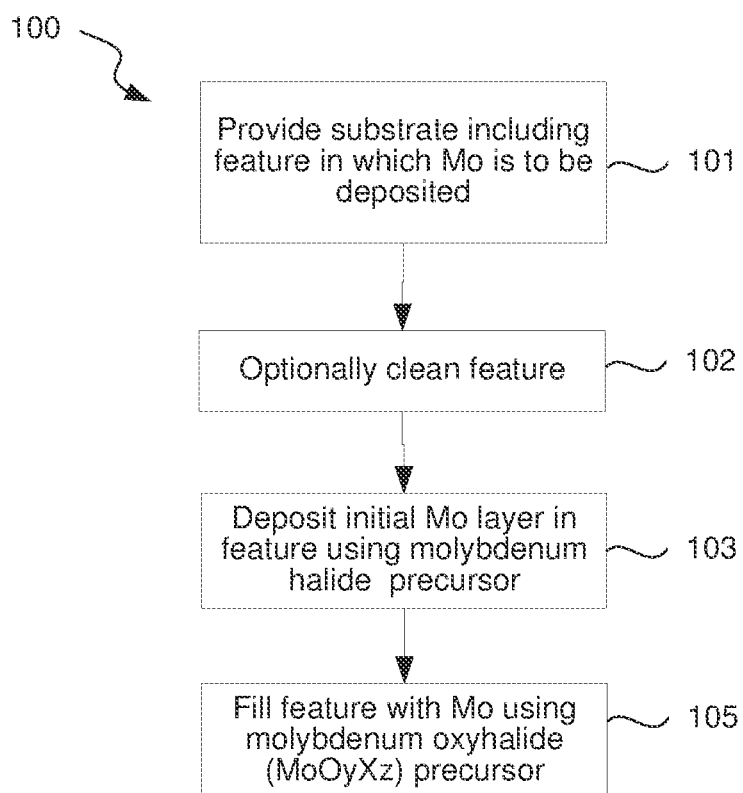 100
Provide substrate including
feature in which Mo is to be
deposited
101
Optionally clean feature
102
Deposit initial Mo layer in
feature using molybdenum
halide precursor
103
Fill feature with Mo using
molybdenum oxyhalide
(MoOyXz) precursor
105